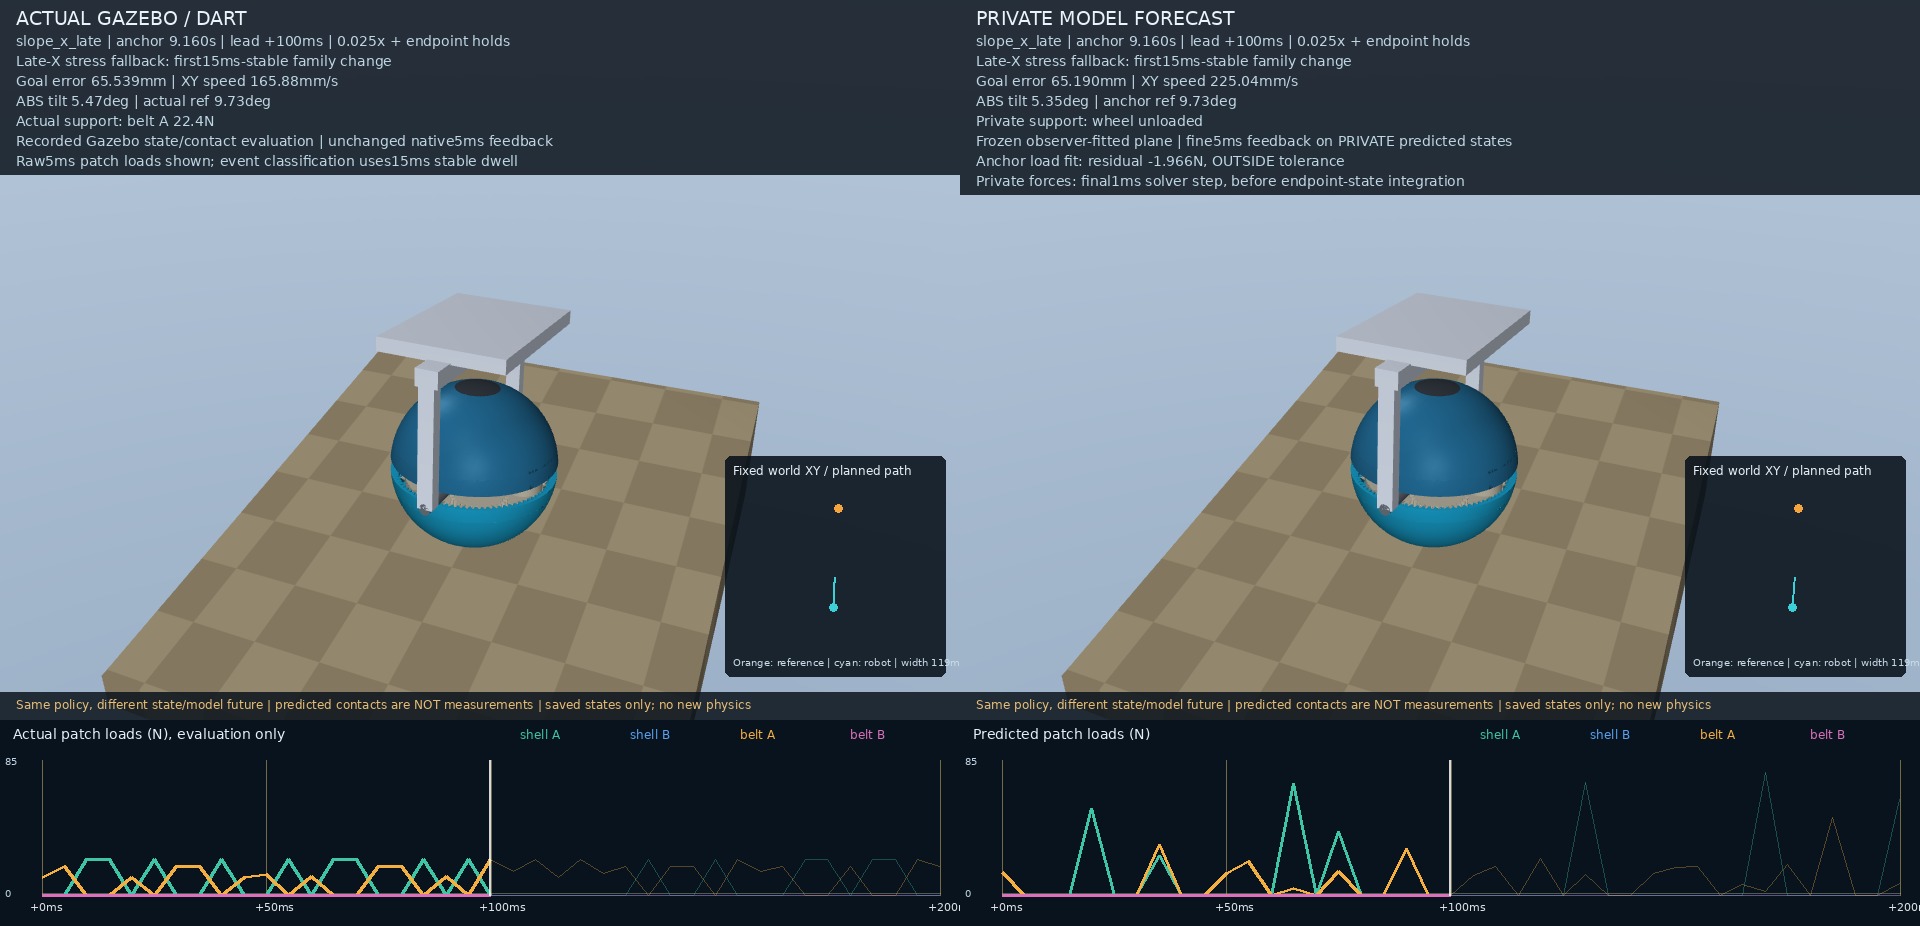 ACTUAL GAZEBO / DART
slope_x_late | anchor 9.160s | lead +100ms | 0.025x + endpoint holds
Late-X stress fallback: first15ms-stable family change
Goal error 65.539mm | XY speed 165.88mm/s
ABS tilt 5.47deg | actual ref 9.73deg
Actual support: belt A 22.4N
Recorded Gazebo state/contact evaluation | unchanged native5ms feedback
Raw5ms patch loads shown; event classification uses15ms stable dwell
Fixed world XY / planned path
Orange: reference | cyan: robot | width 119m
Same policy, different state/model future | predicted contacts are NOT measurements | saved states only; no new physics
Actual patch loads (N), evaluation only
shell A
shell B
belt A
belt B
85
0
+0ms
+50ms
+100ms
+200
PRIVATE MODEL FORECAST
slope_x_late | anchor 9.160s | lead +100ms | 0.025x + endpoint holds
Late-X stress fallback: first15ms-stable family change
Goal error 65.190mm | XY speed 225.04mm/s
ABS tilt 5.35deg | anchor ref 9.73deg
Private support: wheel unloaded
Frozen observer-fitted plane | fine5ms feedback on PRIVATE predicted states
Anchor load fit: residual -1.966N, OUTSIDE tolerance
Private forces: final1ms solver step, before endpoint-state integration
Fixed world XY / planned path
Orange: reference | cyan: robot | width 119m
Same policy, different state/model future | predicted contacts are NOT measurements | saved states only; no new physics
Predicted patch loads (N)
shell A
shell B
belt A
belt B
85
0
+0ms
+50ms
+100ms
+200